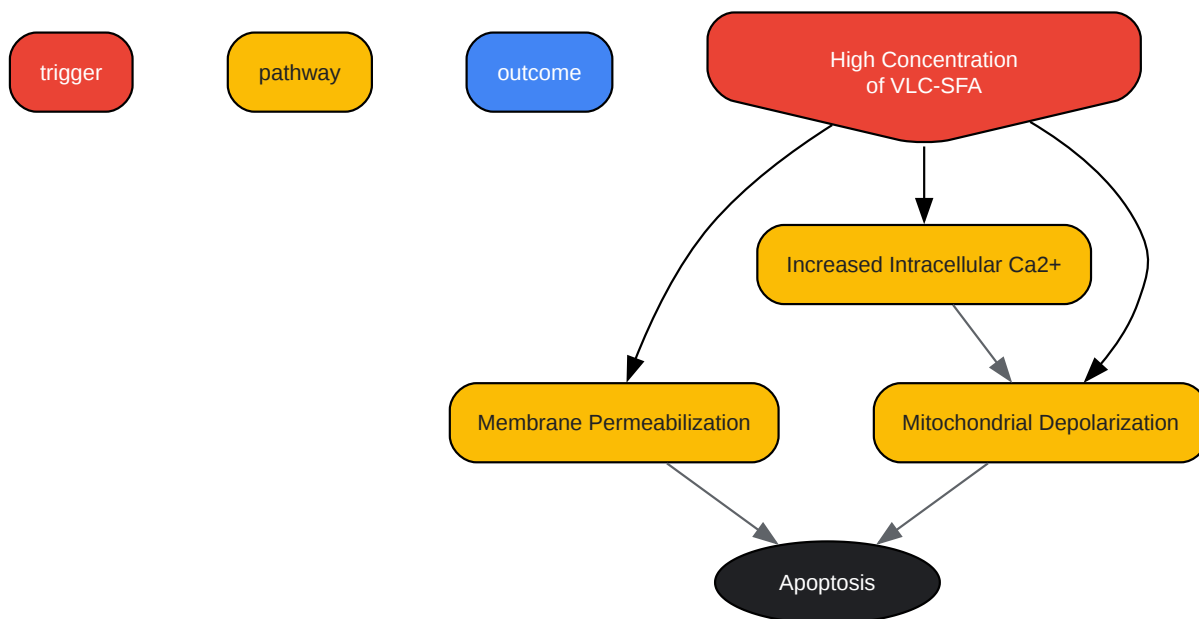 trigger
pathway
outcome
High Concentration
of VLC-SFA
Increased Intracellular Ca2+
Membrane Permeabilization
Mitochondrial Depolarization
Apoptosis